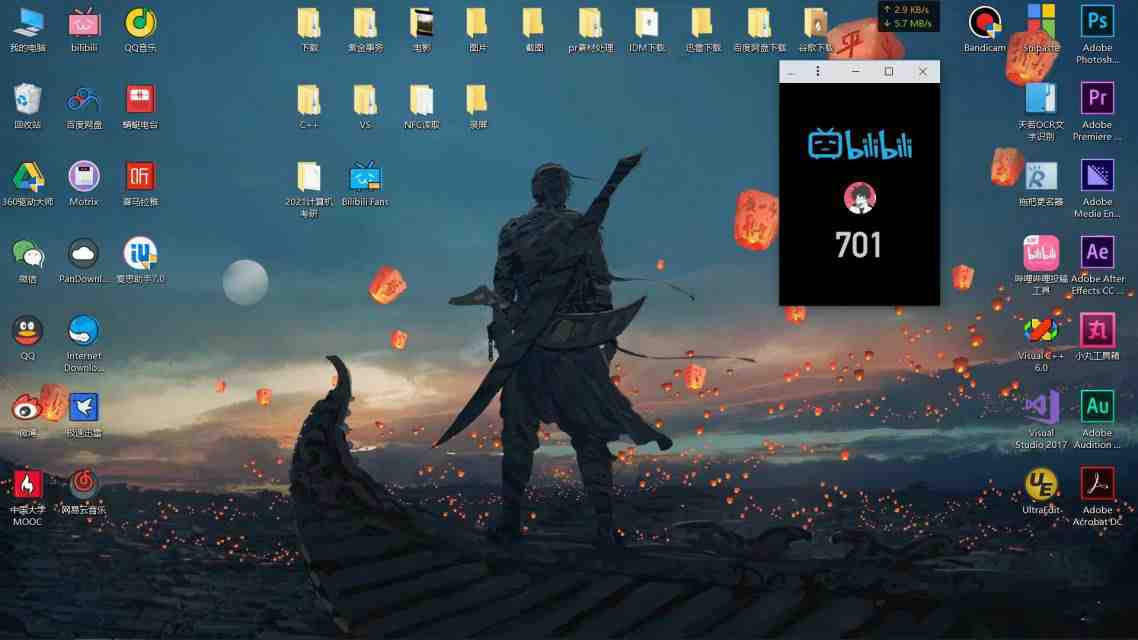 我的电脑
bilibili
QQ音乐
下载
紫金事务
电影
图片
截图
pr素材处理
IDM下载
迅雷下载
百度网盘下载
谷歌下载
↑ 2.9 KB/s
↓ 5.7 MB/s
Bandicam
Snipaste
Adobe
Photosh...
回收站
百度网盘
蜻蜓电台
C++
VS
NFC读取
录屏
天若OCR文
字识别
Adobe
Premiere ...
bilibili
701
360驱动大师
Motrix
喜马拉雅
2021计算机
考研
Bilibili Fans
拖把更名器
Adobe
Media En...
微信
PanDownl...
爱思助手7.0
哔哩哔哩投稿
工具
Adobe After
Effects CC ...
QQ
Internet
Downlo...
Visual C++
6.0
小丸工具箱
微博
极速迅雷
Visual
Studio 2017
Adobe
Audition ...
中国大学
MOOC
网易云音乐
UltraEdit
Adobe
Acrobat DC